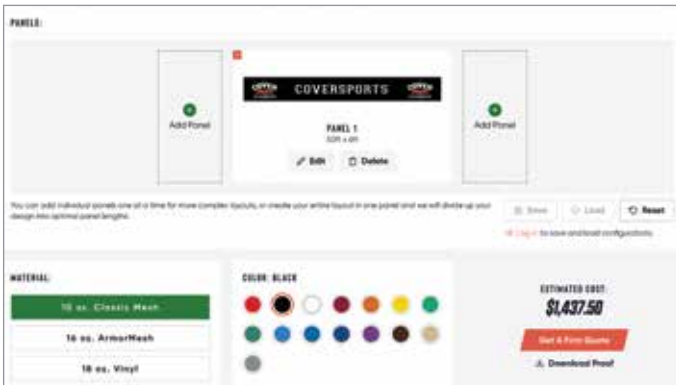 PANELS:
COVERSPORTS
Add Panel
PANEL 1
Add Panel
Edit
Delete
You can add individual panels one at a time for more complex layouts, or create your entire layout in one panel and we will divide up your
design into optimal panel lengths.
Save
Load
Reset
Log in to save and load configurations.
MATERIAL:
COLOR: BLACK
ESTIMATED COST:
10 oz. Classic Mesh
$1,437.50
16 oz. ArmorMesh
Get A Firm Quote
18 oz. Vinyl
Download Proof